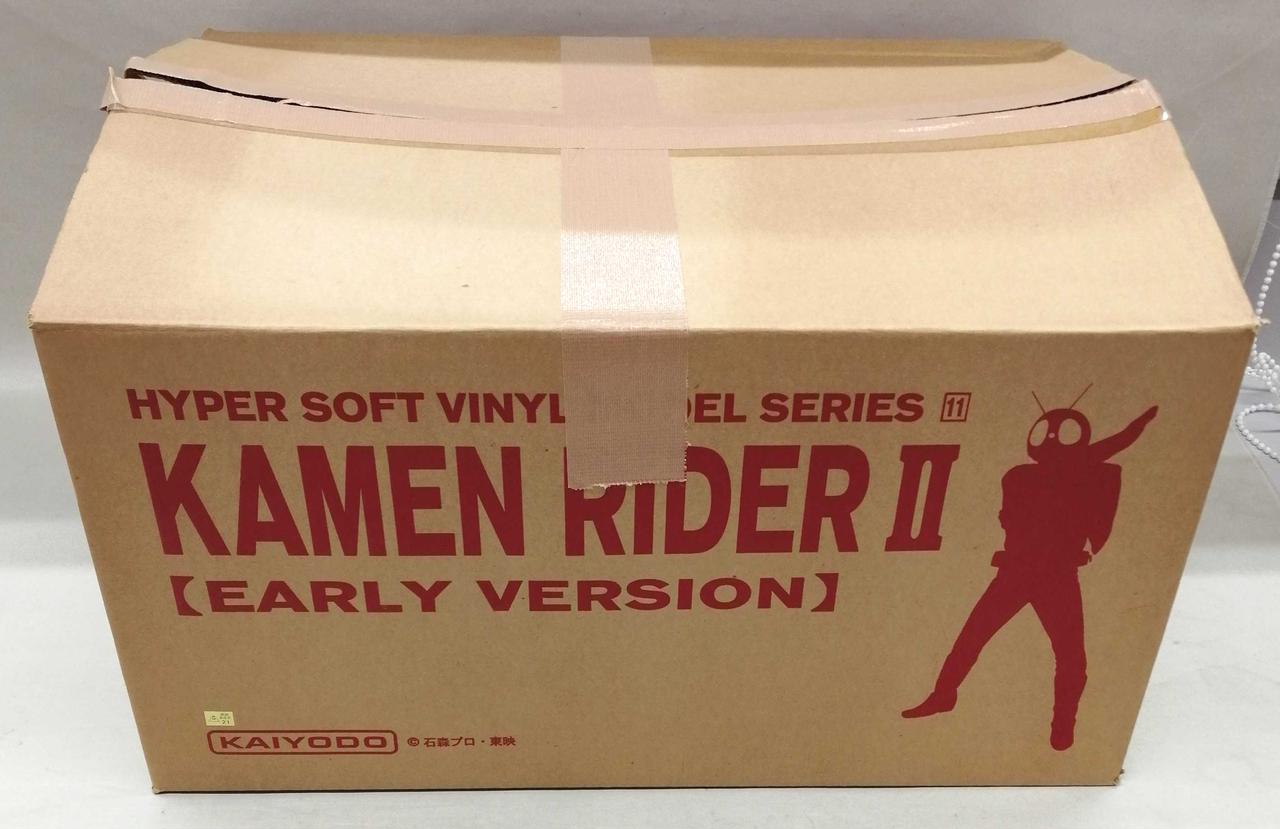 HYPER SOFT VINYL DEL SERIES 11
KAMEN RIDER II
【EARLY VERSION】
KAIYODO © 石森プロ・東映